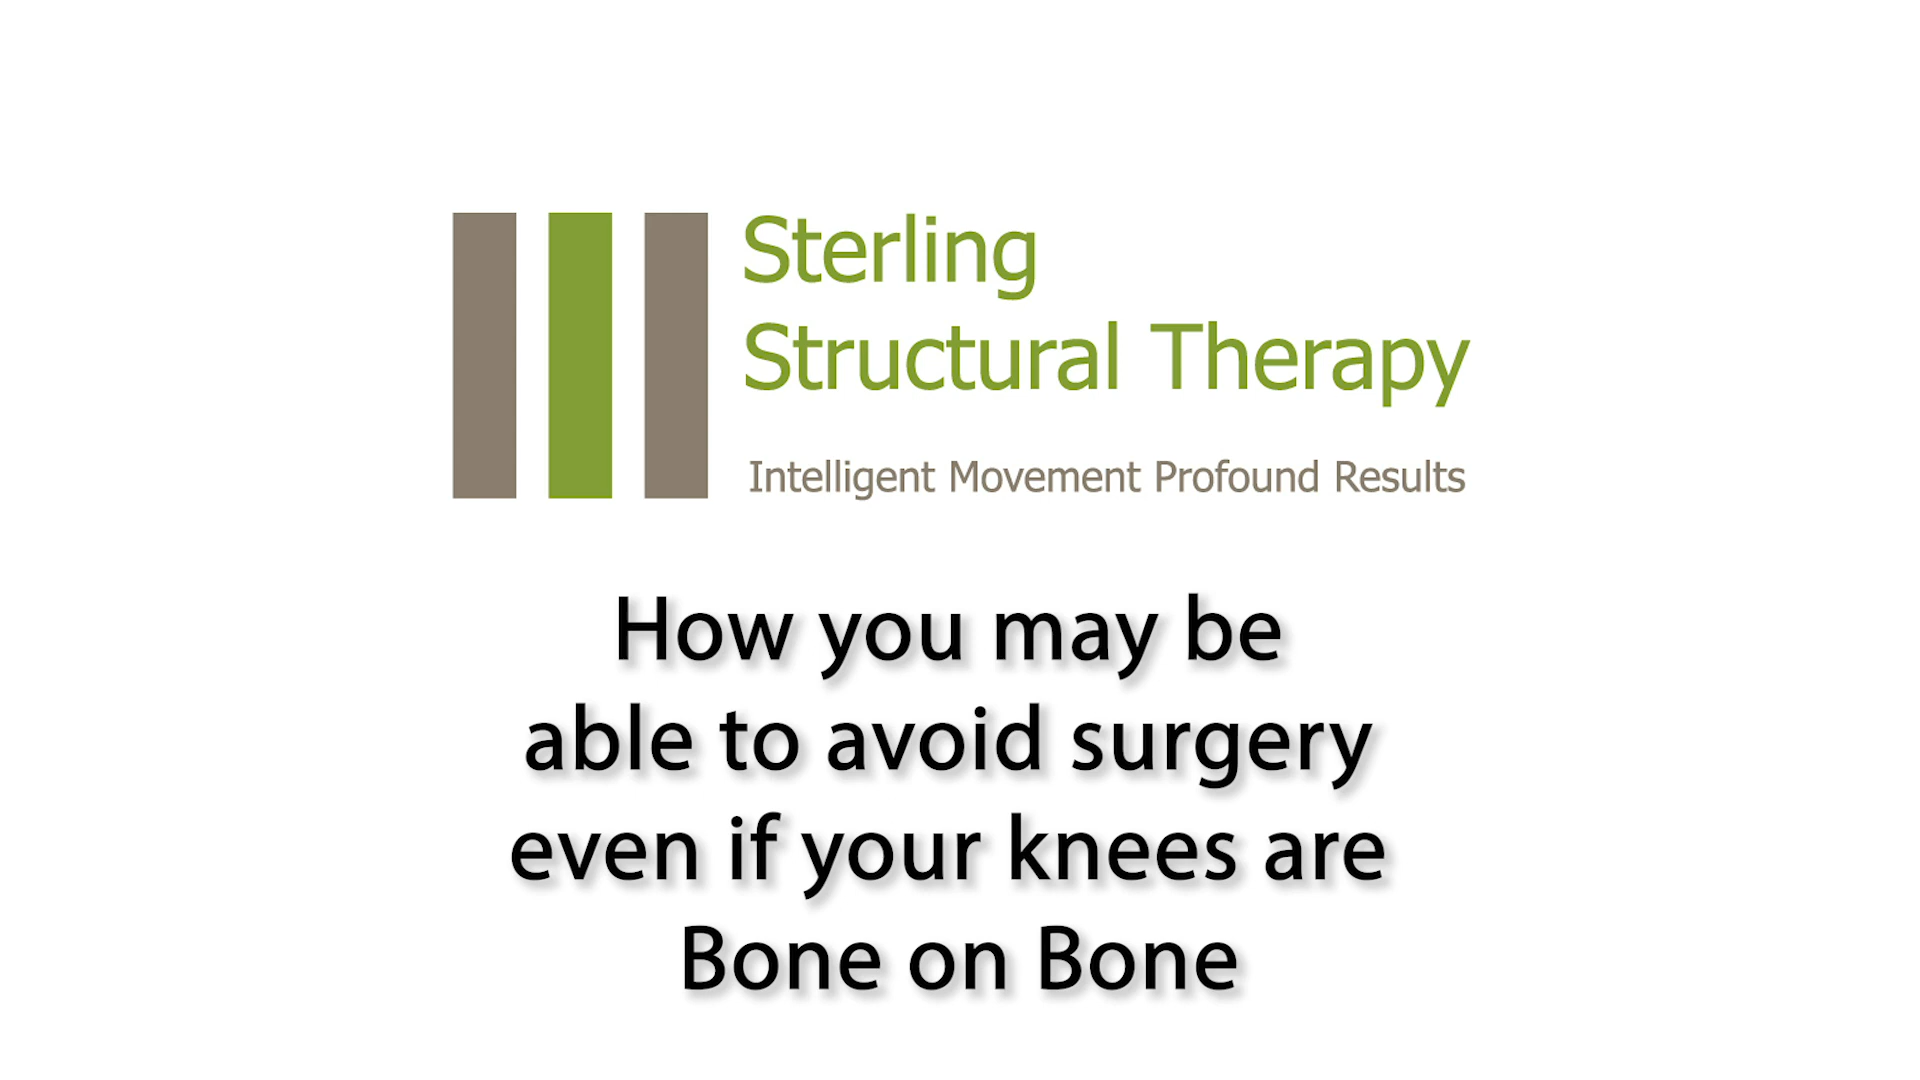 Sterling
Structural Therapy
Intelligent Movement Profound Results
How you may be
able to avoid surgery
even if your knees are
Bone on Bone